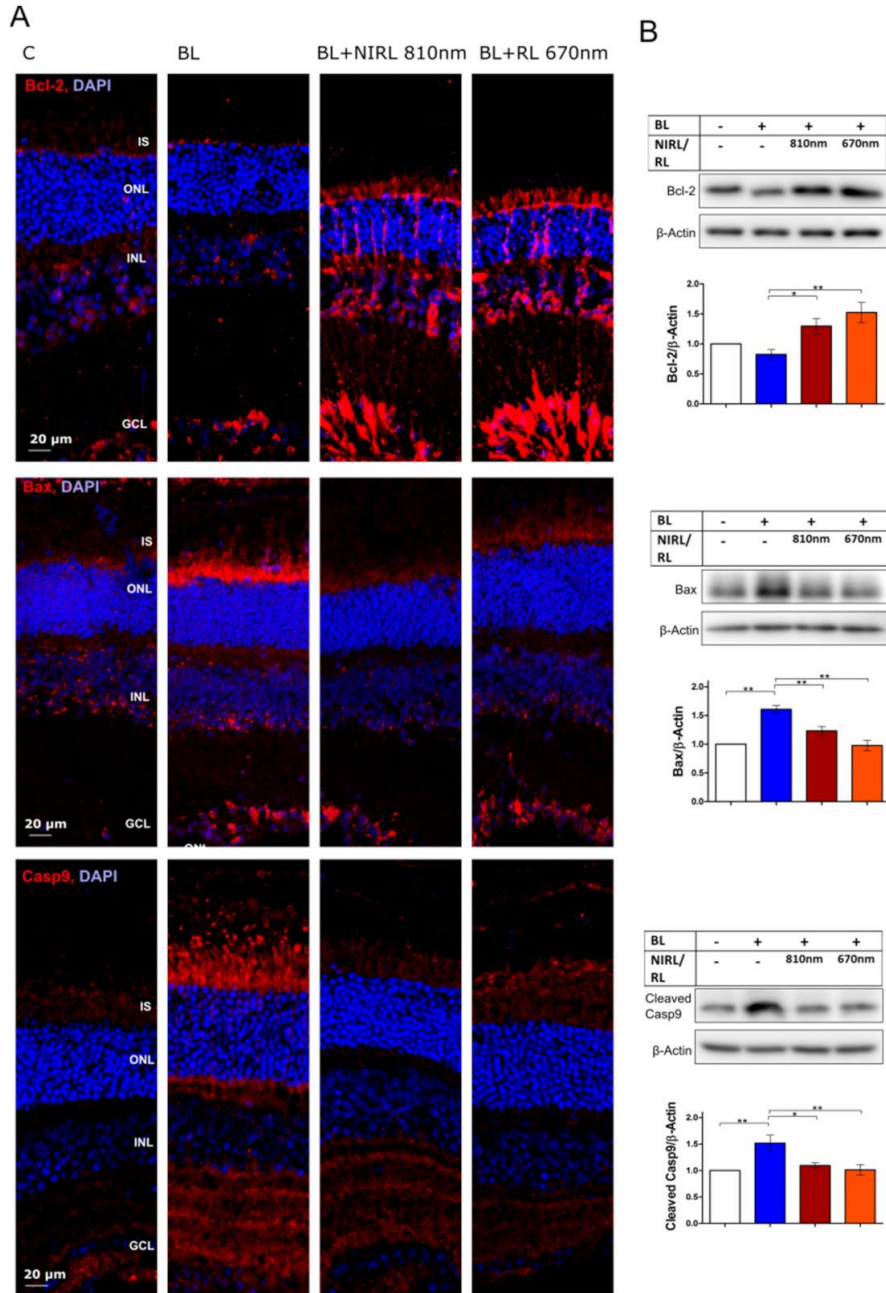 A
C BL BL+NIRL 810nm BL+RL 670nm
Bcl-2, DAPI
IS
ONL
INL
GCL
20 µm
Bax, DAPI
IS
ONL
INL
GCL
20 µm
ONL
Casp9, DAPI
IS
ONL
INL
GCL
20 µm
B
BL - + + +
NIRL/RL - - 810nm 670nm
Bcl-2
β-Actin
** 
*
2.0
1.5
1.0
0.5
0.0
Bcl-2/β-Actin
BL - + + +
NIRL/RL - - 810nm 670nm
Bax
β-Actin
**
** **
2.0
1.5
1.0
0.5
0.0
Bax/β-Actin
BL - + + +
NIRL/RL - - 810nm 670nm
Cleaved
Casp9
β-Actin
**
** *
2.0
1.5
1.0
0.5
0.0
Cleaved Casp9/β-Actin